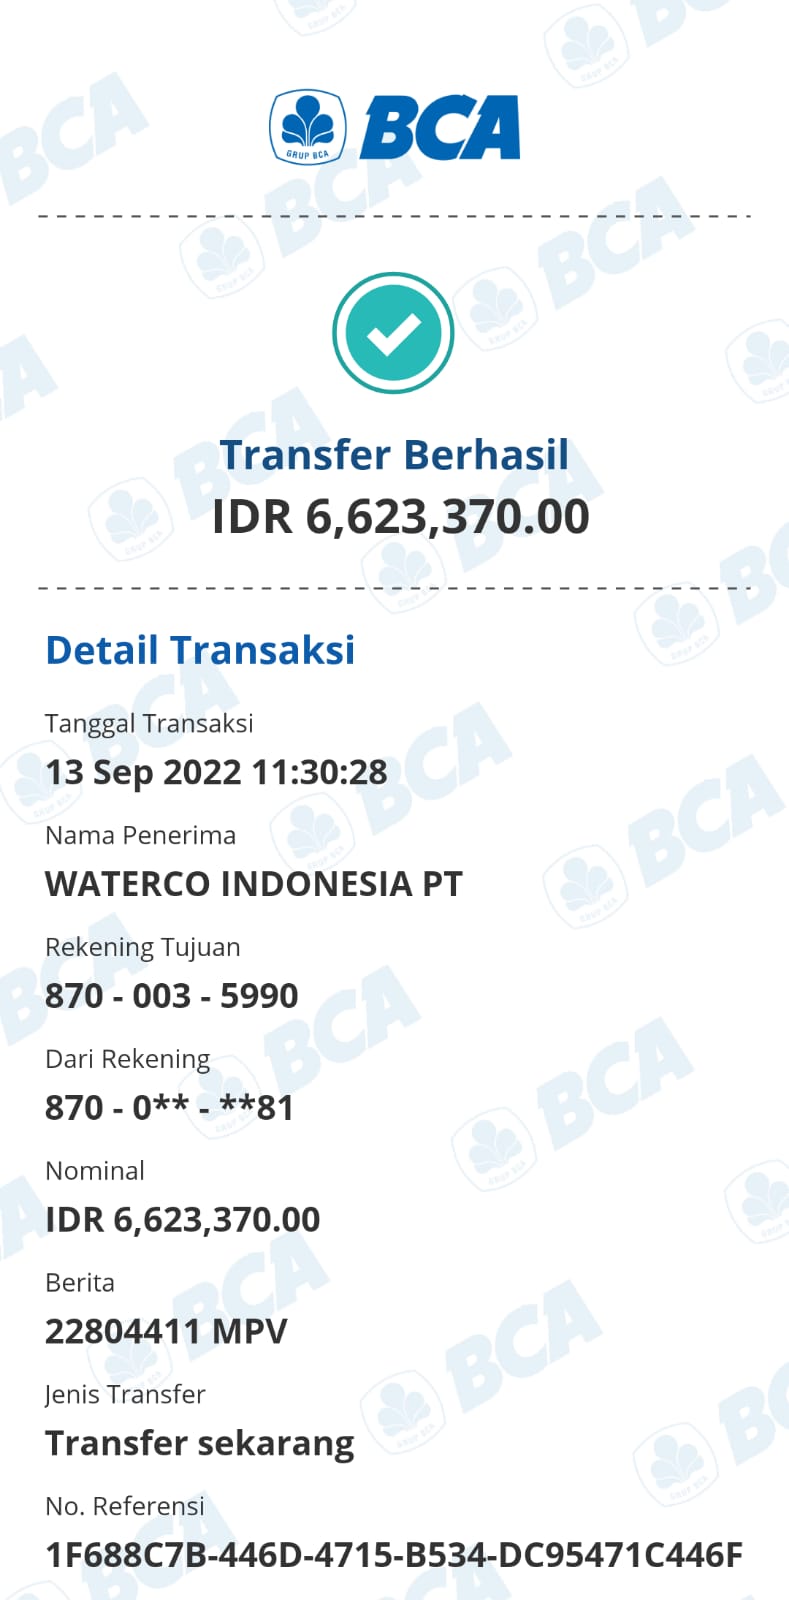 GRUP BCA
BCA
Transfer Berhasil
IDR 6,623,370.00
Detail Transaksi
Tanggal Transaksi
13 Sep 2022 11:30:28
Nama Penerima
WATERCO INDONESIA PT
Rekening Tujuan
870 - 003 - 5990
Dari Rekening
870 - 0** - **81
Nominal
IDR 6,623,370.00
Berita
22804411 MPV
Jenis Transfer
Transfer sekarang
No. Referensi
1F688C7B-446D-4715-B534-DC95471C446F